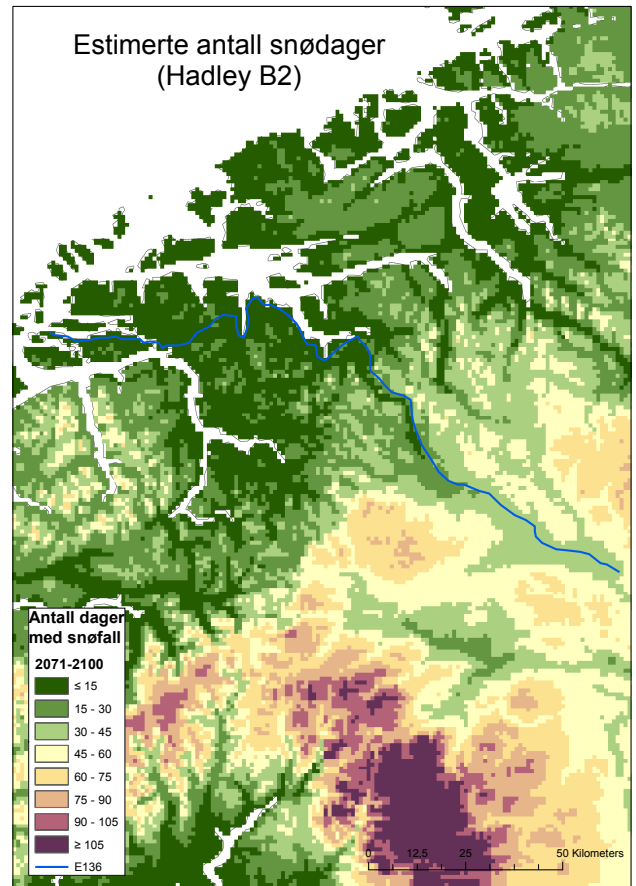 Estimerte antall snødager
(Hadley B2)
Antall dager
med snøfall
2071-2100
≤ 15
15 - 30
30 - 45
45 - 60
60 - 75
75 - 90
90 - 105
≥ 105
E136
0 12,5 25 50 Kilometers